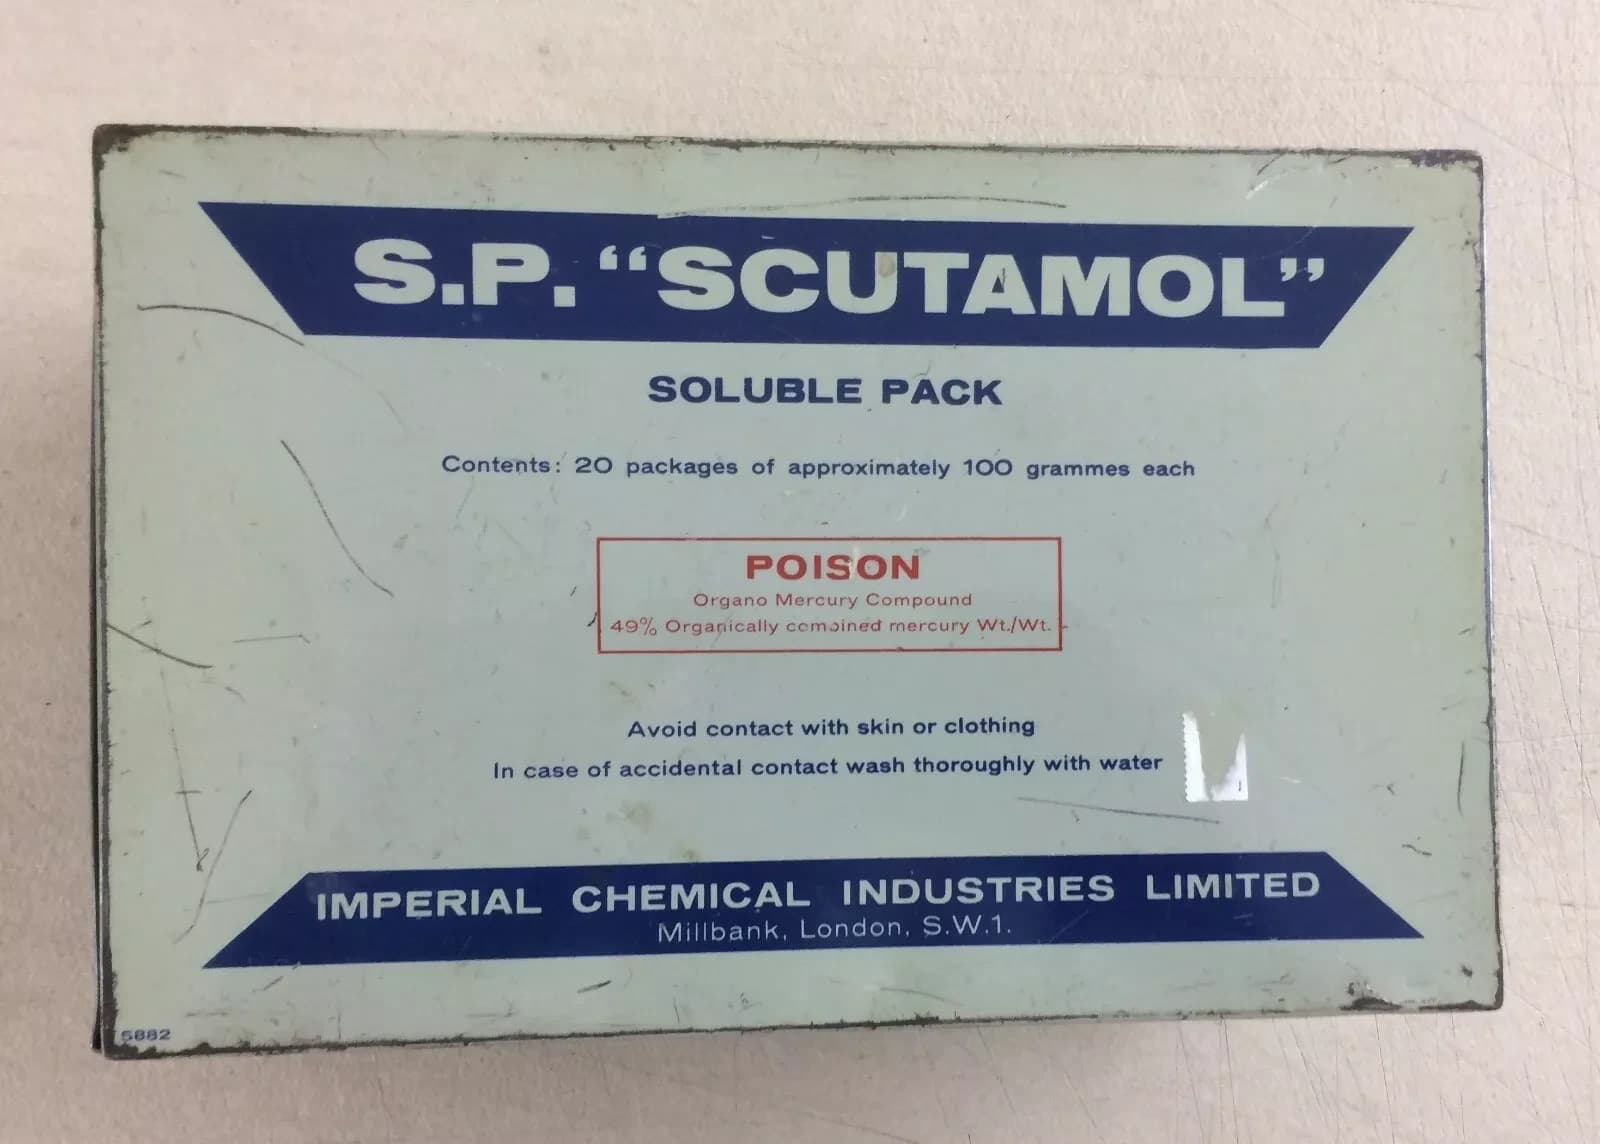 S.P. “SCUTAMOL”
SOLUBLE PACK
Contents: 20 packages of approximately 100 grammes each
POISON
Organo Mercury Compound
49% Organically combined mercury Wt./Wt.
Avoid contact with skin or clothing
In case of accidental contact wash thoroughly with water
IMPERIAL CHEMICAL INDUSTRIES LIMITED
Millbank, London, S.W.1.
5882